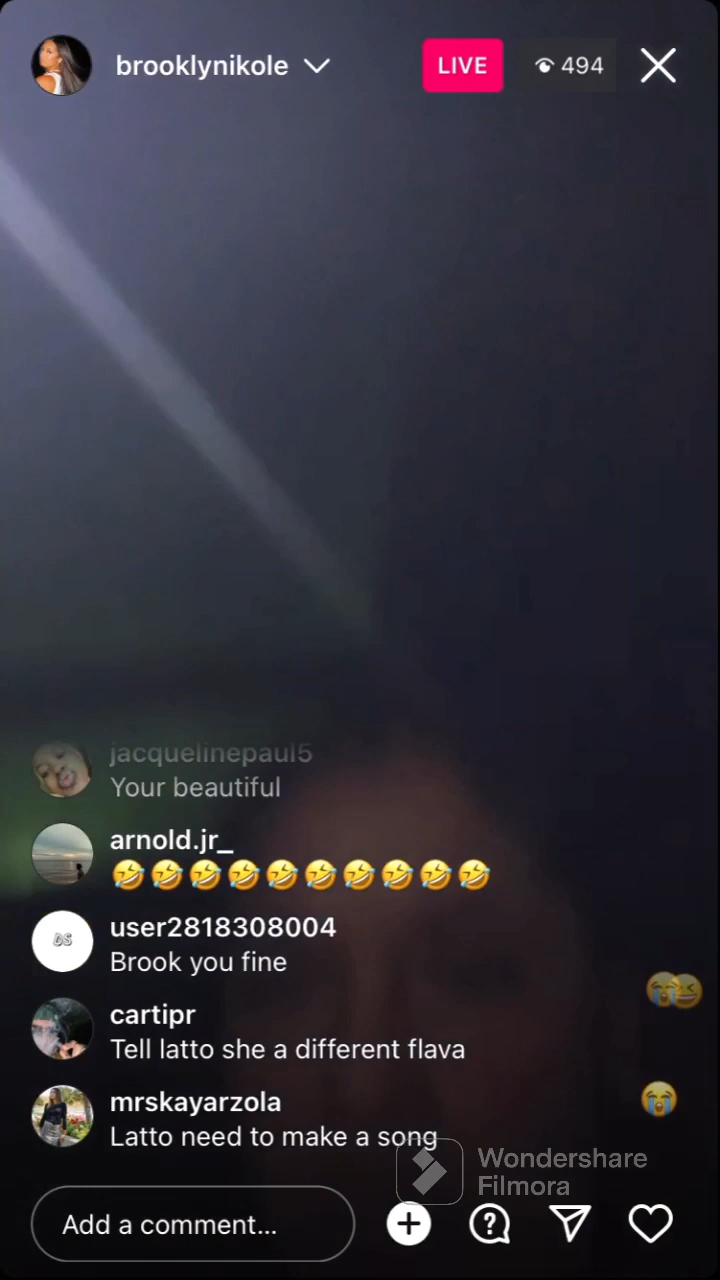 brooklynikole
LIVE
494
jacquelinepaul5
Your beautiful
arnold.jr_
🤣🤣🤣🤣🤣🤣🤣🤣🤣🤣
DS
user2818308004
Brook you fine
cartipr
Tell latto she a different flava
mrskayarzola
Latto need to make a song
Wondershare
Filmora
Add a comment...